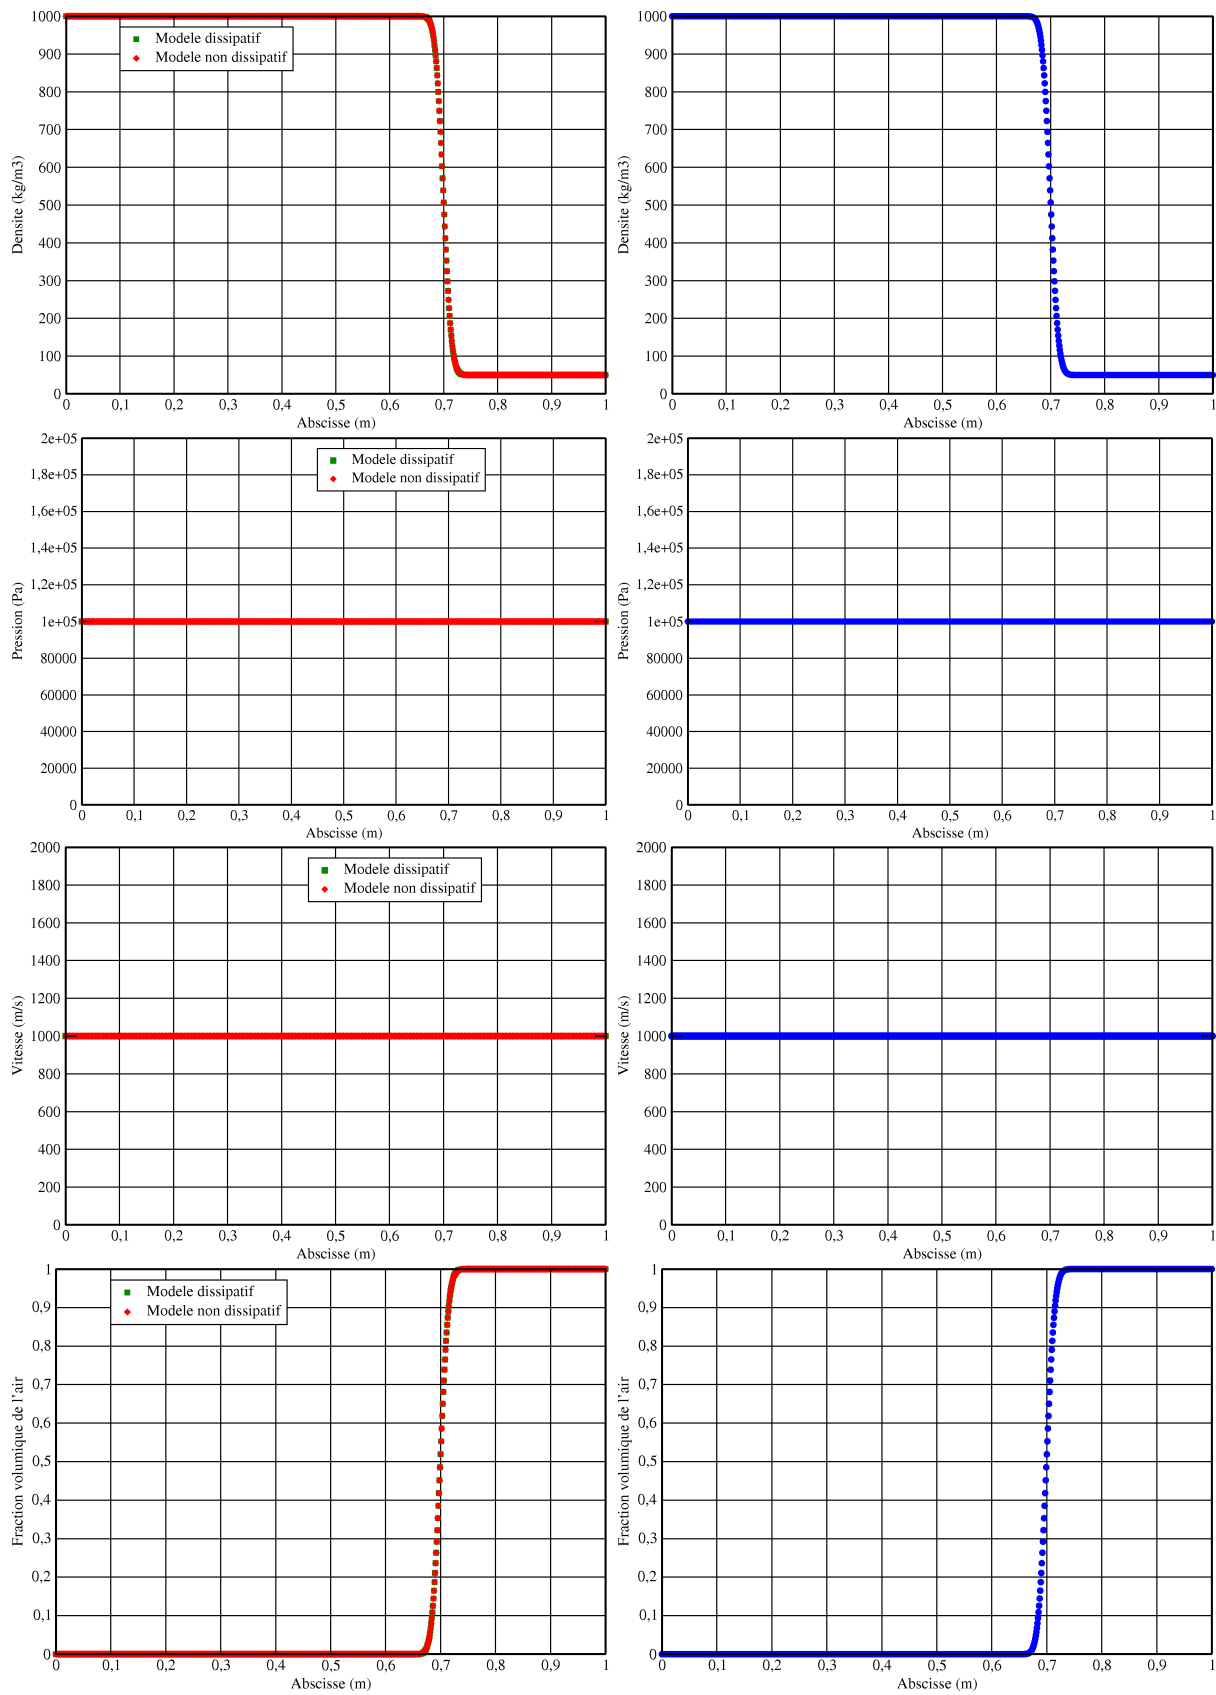 1000
900
800
700
600
500
400
300
200
100
0
Densite (kg/m3)
Modele dissipatif
Modele non dissipatif
0 0,1 0,2 0,3 0,4 0,5 0,6 0,7 0,8 0,9 1
Abscisse (m)
1000
900
800
700
600
500
400
300
200
100
0
Densite (kg/m3)
0 0,1 0,2 0,3 0,4 0,5 0,6 0,7 0,8 0,9 1
Abscisse (m)
2e+05
1,8e+05
1,6e+05
1,4e+05
1,2e+05
1e+05
80000
60000
40000
20000
0
Pression (Pa)
Modele dissipatif
Modele non dissipatif
0 0,1 0,2 0,3 0,4 0,5 0,6 0,7 0,8 0,9 1
Abscisse (m)
2e+05
1,8e+05
1,6e+05
1,4e+05
1,2e+05
1e+05
80000
60000
40000
20000
0
Pression (Pa)
0 0,1 0,2 0,3 0,4 0,5 0,6 0,7 0,8 0,9 1
Abscisse (m)
2000
1800
1600
1400
1200
1000
800
600
400
200
0
Vitesse (m/s)
Modele dissipatif
Modele non dissipatif
0 0,1 0,2 0,3 0,4 0,5 0,6 0,7 0,8 0,9 1
Abscisse (m)
2000
1800
1600
1400
1200
1000
800
600
400
200
0
Vitesse (m/s)
0 0,1 0,2 0,3 0,4 0,5 0,6 0,7 0,8 0,9 1
Abscisse (m)
1
0,9
0,8
0,7
0,6
0,5
0,4
0,3
0,2
0,1
0
Fraction volumique de l'air
Modele dissipatif
Modele non dissipatif
0 0,1 0,2 0,3 0,4 0,5 0,6 0,7 0,8 0,9 1
Abscisse (m)
1
0,9
0,8
0,7
0,6
0,5
0,4
0,3
0,2
0,1
0
Fraction volumique de l'air
0 0,1 0,2 0,3 0,4 0,5 0,6 0,7 0,8 0,9 1
Abscisse (m)